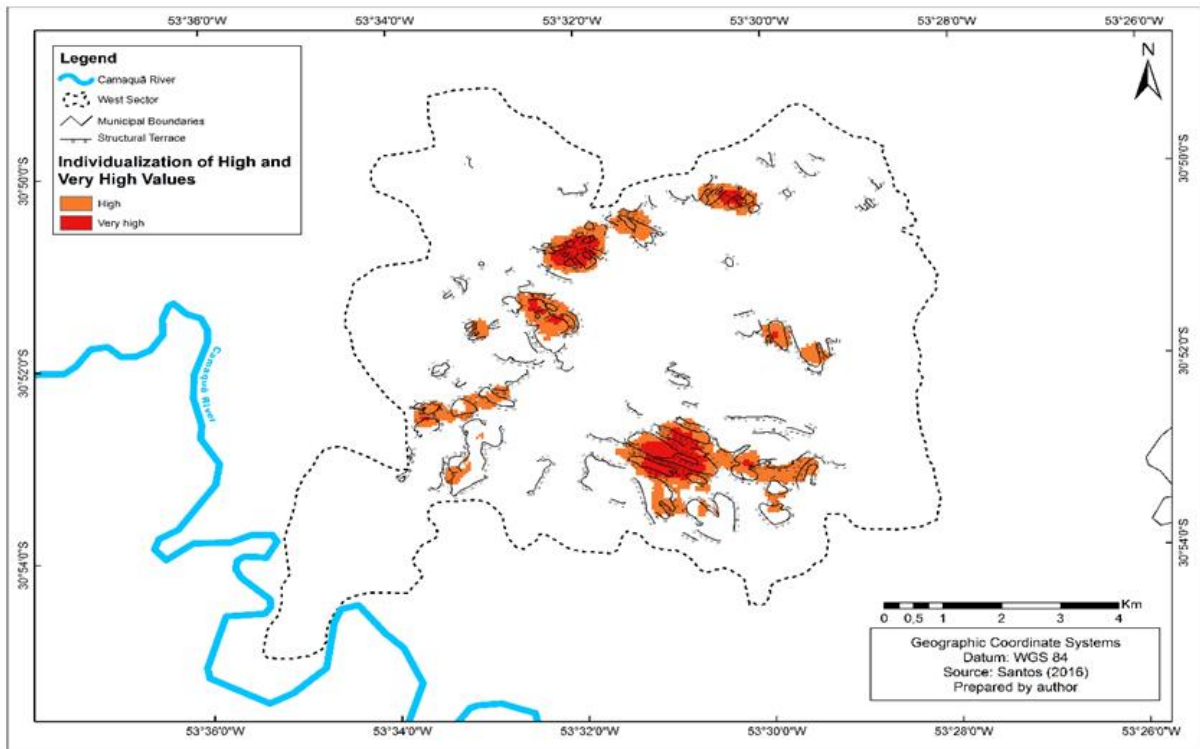 53°36'0"W 53°34'0"W 53°32'0"W 53°30'0"W 53°28'0"W 53°26'0"W
Legend
Camaquã River
West Sector
Municipal Boundaries
Structural Terrace
Individualization of High and
Very High Values
High
Very high
N
30°50'0"S
30°50'0"S
30°52'0"S
30°52'0"S
Camaquã River
30°54'0"S
30°54'0"S
Km
0 0,5 1 2 3 4
Geographic Coordinate Systems
Datum: WGS 84
Source: Santos (2016)
Prepared by author
53°36'0"W 53°34'0"W 53°32'0"W 53°30'0"W 53°28'0"W 53°26'0"W